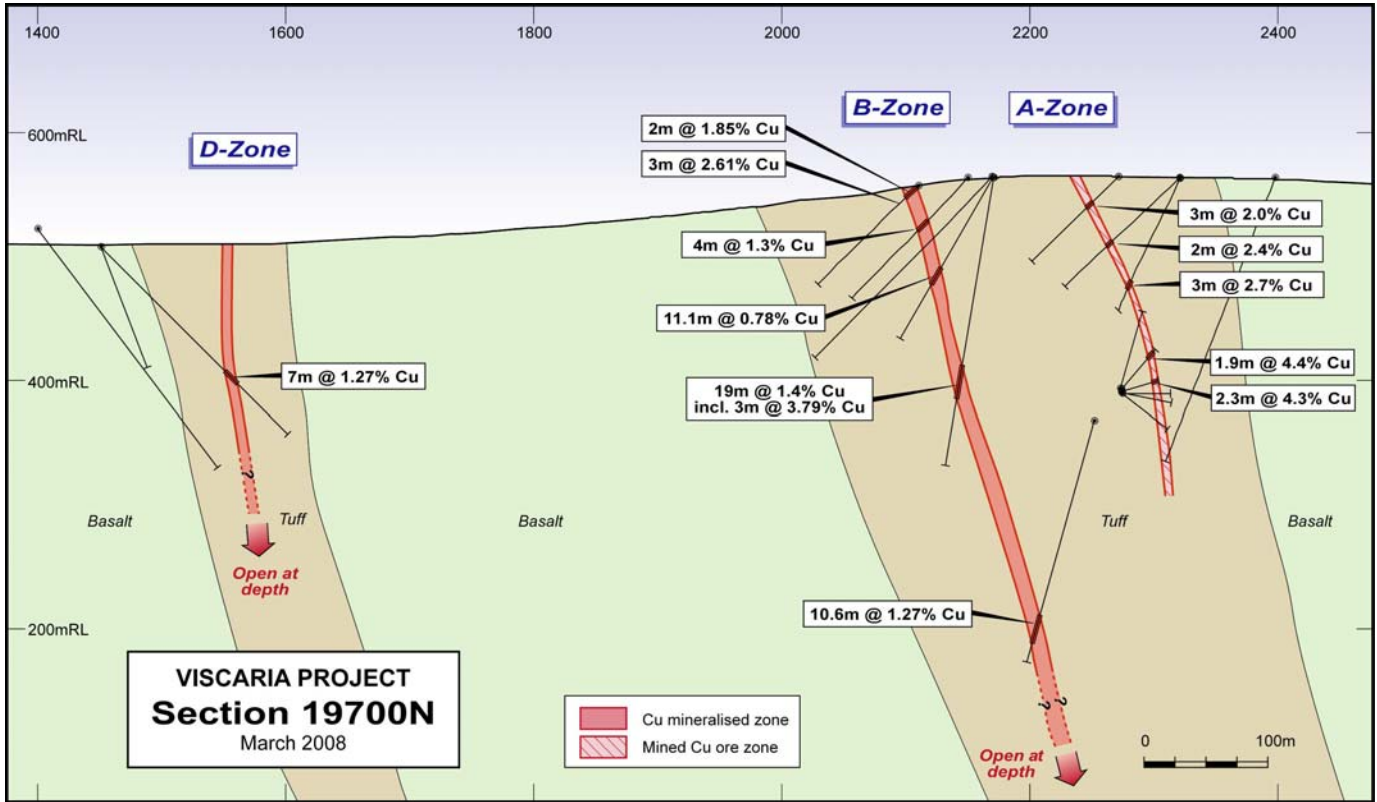 1400
1600
1800
2000
2200
2400
600mRL
400mRL
200mRL
D-Zone
B-Zone
A-Zone
2m @ 1.85% Cu
3m @ 2.61% Cu
4m @ 1.3% Cu
11.1m @ 0.78% Cu
19m @ 1.4% Cu
incl. 3m @ 3.79% Cu
10.6m @ 1.27% Cu
7m @ 1.27% Cu
3m @ 2.0% Cu
2m @ 2.4% Cu
3m @ 2.7% Cu
1.9m @ 4.4% Cu
2.3m @ 4.3% Cu
?
Basalt
Tuff
Basalt
Tuff
Basalt
Open at
depth
? ?
Open at
depth
VISCARIA PROJECT
Section 19700N
March 2008
Cu mineralised zone
Mined Cu ore zone
0 100m